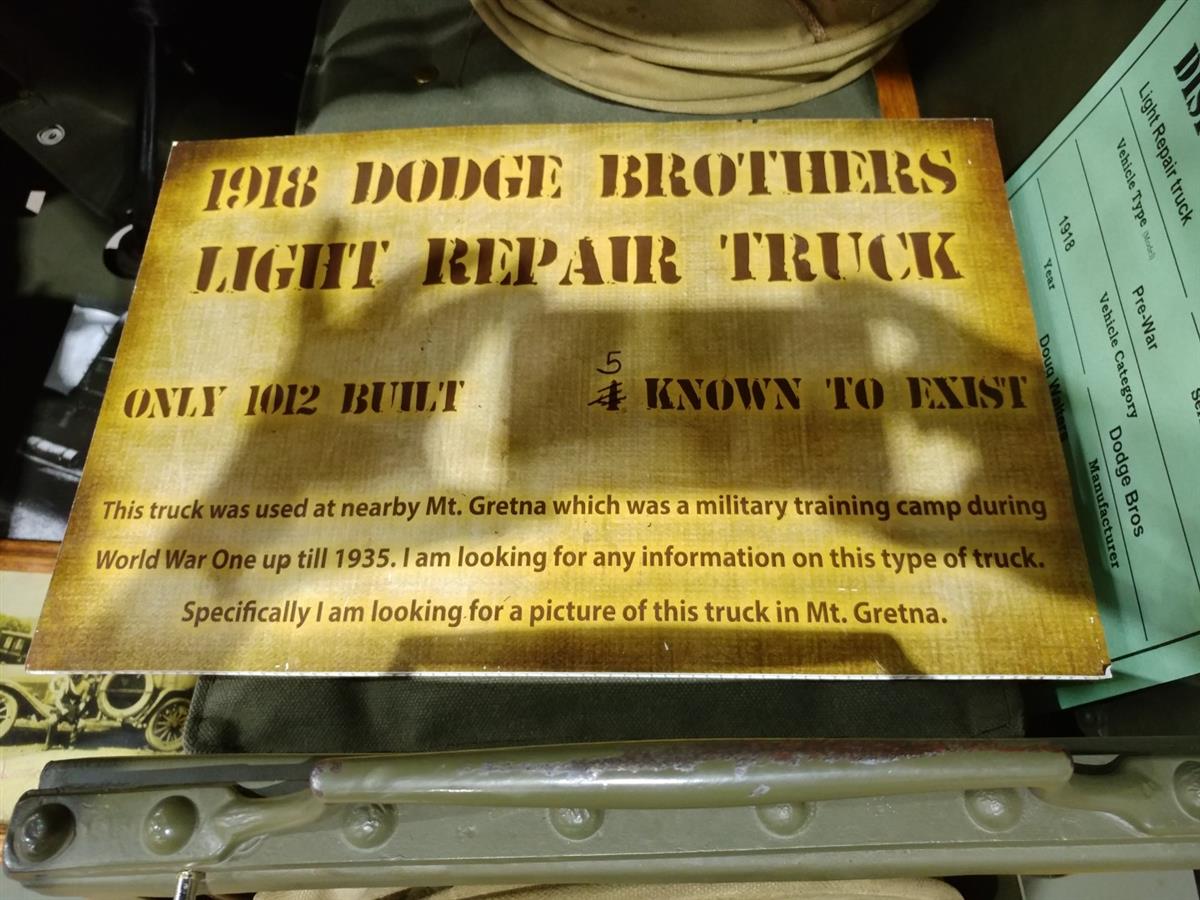 1918 DODGE BROTHERS
LIGHT REPAIR TRUCK
ONLY 1012 BUILT
5
4 KNOWN TO EXIST
This truck was used at nearby Mt. Gretna which was a military training camp during
World War One up till 1935. I am looking for any information on this type of truck.
Specifically I am looking for a picture of this truck in Mt. Gretna.
Light Repair truck
Vehicle Type (Model)
Pre-War
Vehicle Category
1918
Year
Dodge Bros
Manufacturer
Doug Walters